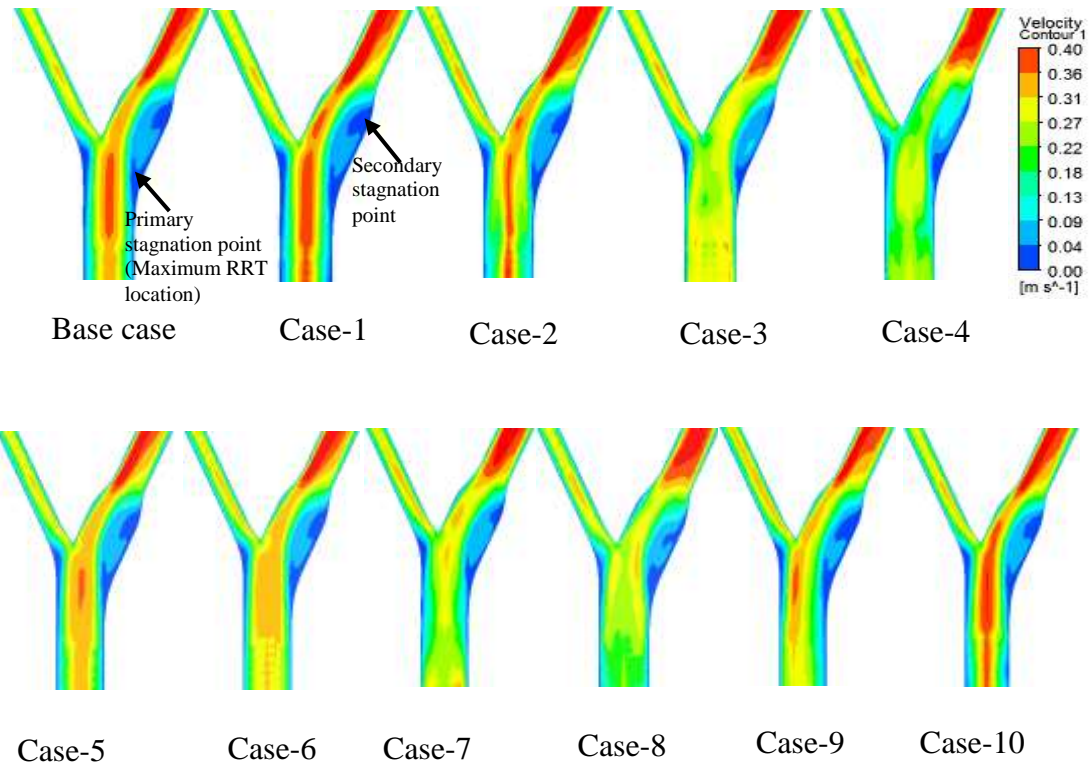 Velocity
Contour 1
0.40
0.36
0.31
0.27
0.22
0.18
0.13
0.09
0.04
0.00
[m s^-1]
Primary
stagnation point
(Maximum RRT
location)
Secondary
stagnation
point
Base case
Case-1
Case-2
Case-3
Case-4
Case-5
Case-6
Case-7
Case-8
Case-9
Case-10